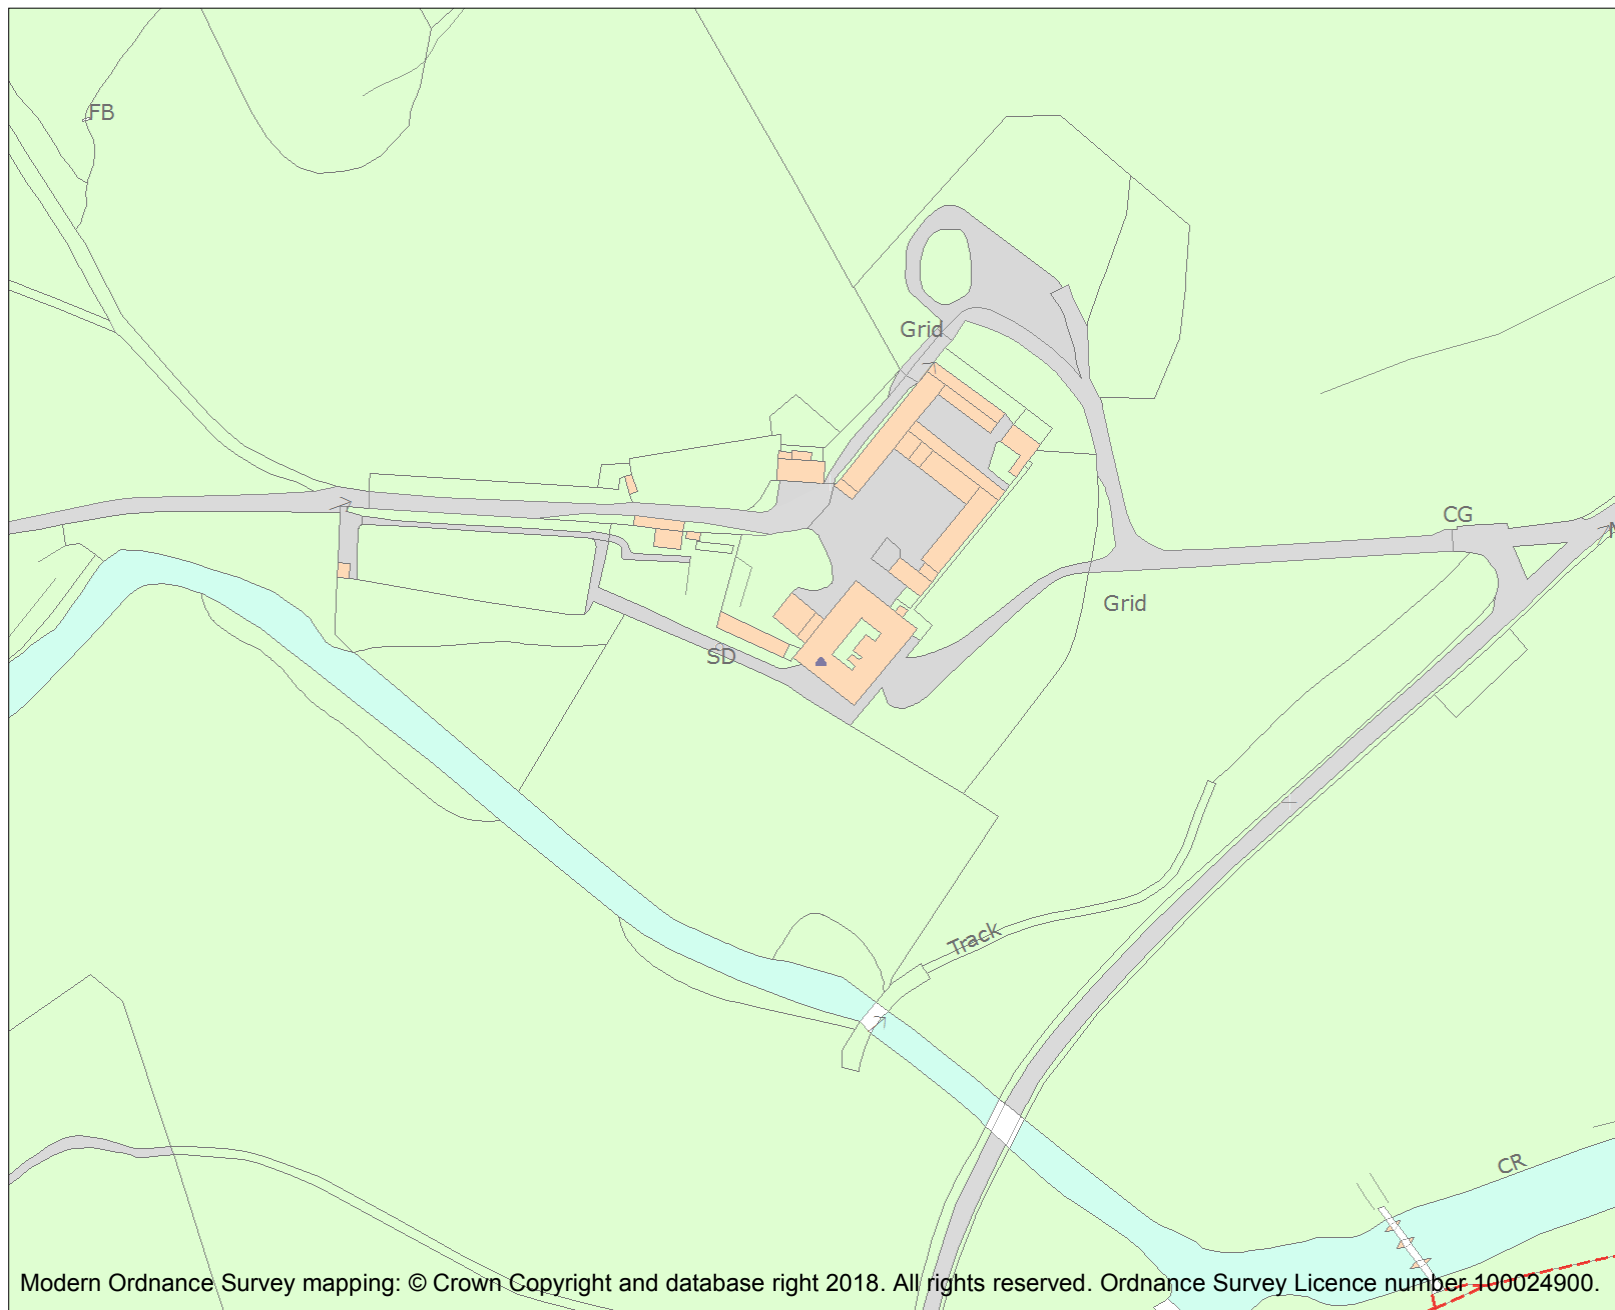 FB
Grid
CG
Grid
SD
Track
CR
Modern Ordnance Survey mapping: © Crown Copyright and database right 2018. All rights reserved. Ordnance Survey Licence number 100024900.